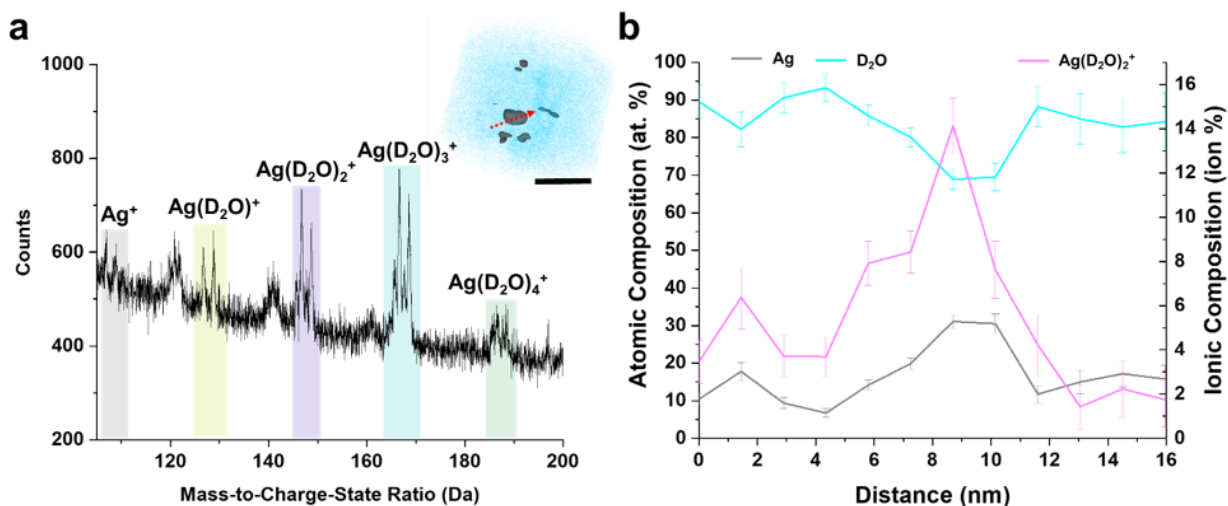 a
1000
800
600
400
200
Counts
Ag⁺
Ag(D₂O)⁺
Ag(D₂O)₂⁺
Ag(D₂O)₃⁺
Ag(D₂O)₄⁺
120
140
160
180
200
Mass-to-Charge-State Ratio (Da)
b
Ag
D₂O
Ag(D₂O)₂⁺
100
90
80
70
60
50
40
30
20
10
0
Atomic Composition (at. %)
16
14
12
10
8
6
4
2
0
Ionic Composition (ion %)
0
2
4
6
8
10
12
14
16
Distance (nm)